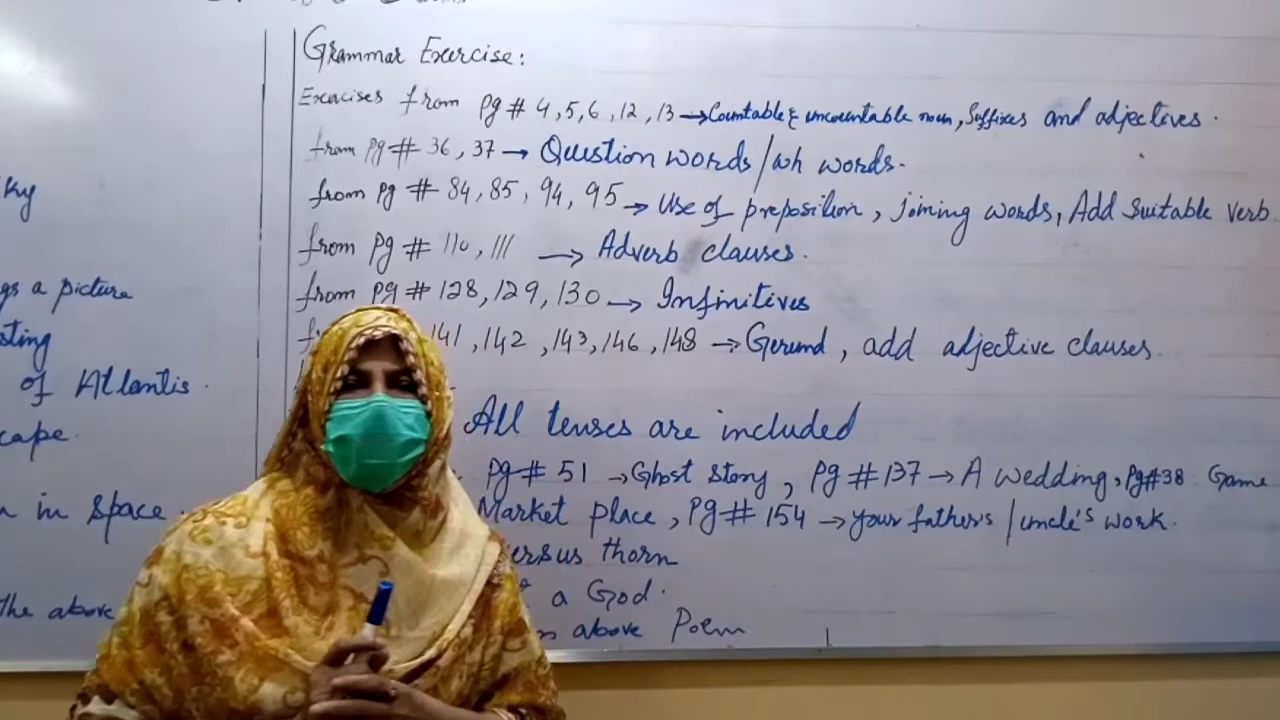 Grammar Exercise:
Exercises from pg # 4, 5, 6, 12, 13 → Countable & uncountable noun, Suffixes and adjectives.
from pg # 36, 37 → Question words / wh words.
from pg # 84, 85, 94, 95 → Use of preposition, joining words, Add suitable verb
from pg # 110, 111 → Adverb clauses.
from pg # 128, 129, 130 → Infinitives
141, 142, 143, 146, 148 → Gerund, add adjective clauses.
All tenses are included
pg # 51 → Ghost story, pg # 137 → A wedding, pg # 38 Game
Market place, pg # 154 → your father's / uncle's work.
ersus thorn
a God.
above Poem
ky
gs a picture
sting
of Atlantis.
cape.
in space
the above